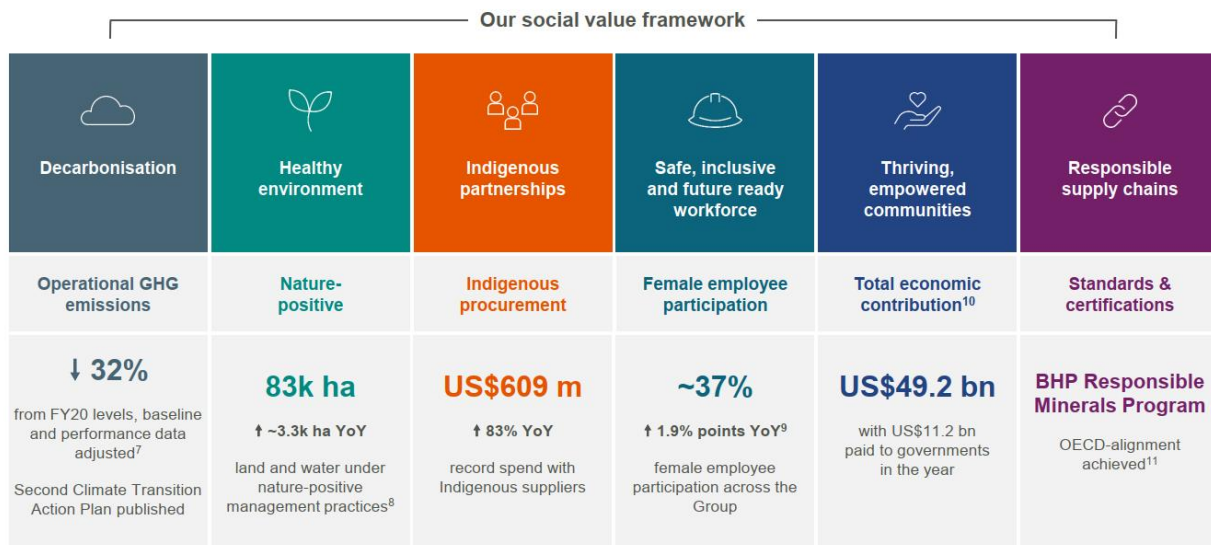 Our social value framework
Decarbonisation
Healthy
environment
Indigenous
partnerships
Safe, inclusive
and future ready
workforce
Thriving,
empowered
communities
Responsible
supply chains
Operational GHG
emissions
Nature-
positive
Indigenous
procurement
Female employee
participation
Total economic
contribution¹⁰
Standards &
certifications
↓ 32%
from FY20 levels, baseline
and performance data
adjusted⁷
Second Climate Transition
Action Plan published
83k ha
↑ ~3.3k ha YoY
land and water under
nature-positive
management practices⁸
US$609 m
↑ 83% YoY
record spend with
Indigenous suppliers
~37%
↑ 1.9% points YoY⁹
female employee
participation across the
Group
US$49.2 bn
with US$11.2 bn
paid to governments
in the year
BHP Responsible
Minerals Program
OECD-alignment
achieved¹¹